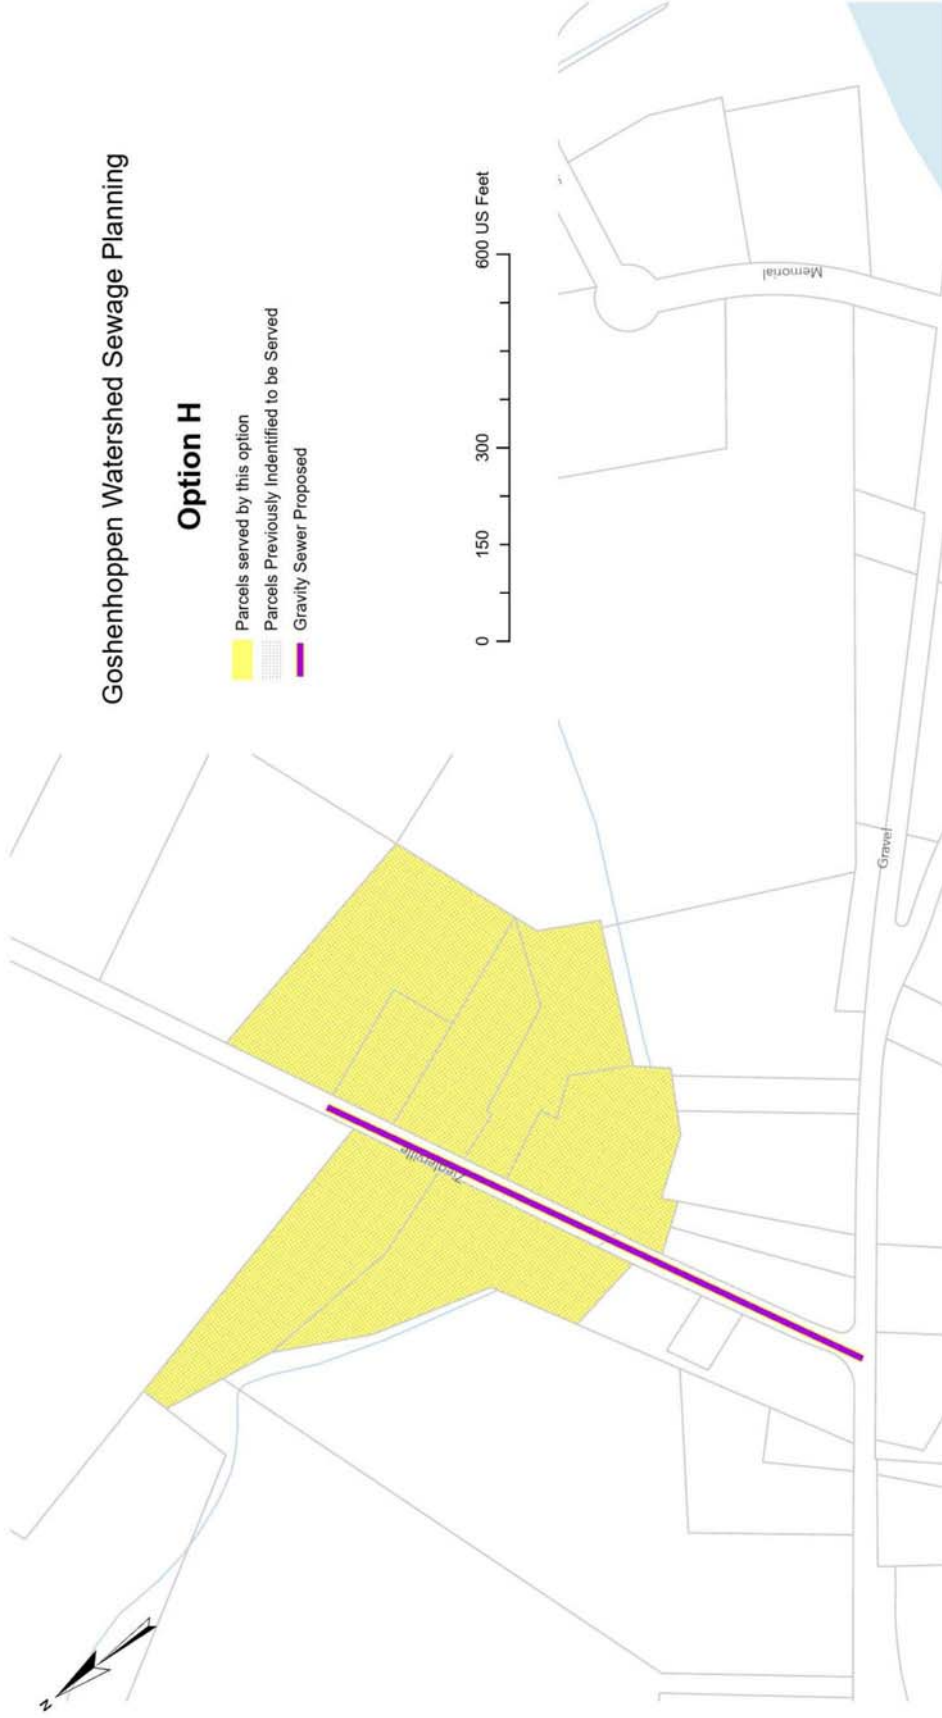 Goshenhoppen Watershed Sewage Planning
Option H
Parcels served by this option
Parcels Previously Indentified to be Served
Gravity Sewer Proposed
0 150 300 600 US Feet
Zieglerville
Gravel
Memorial
N